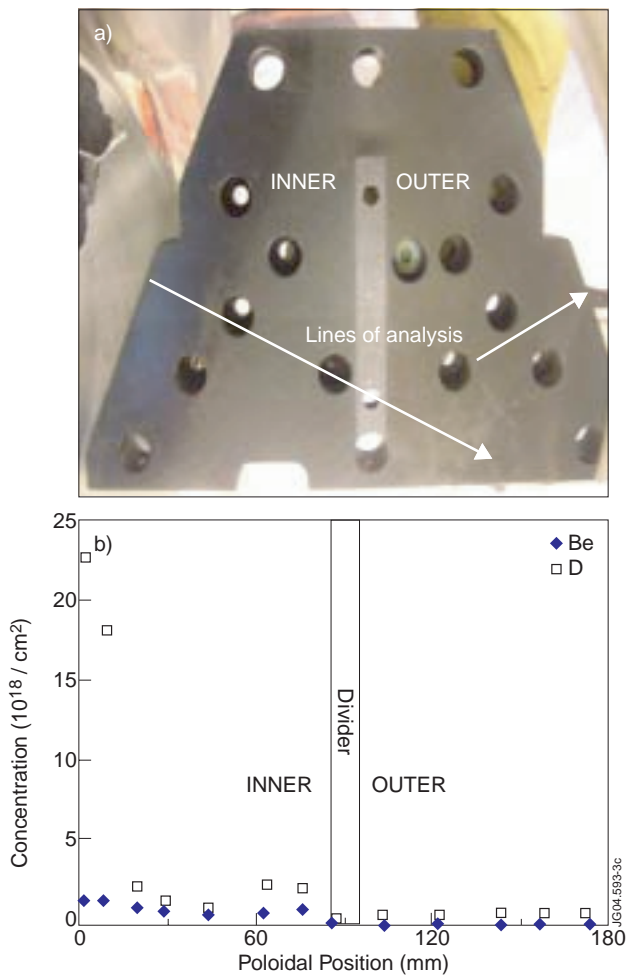 a)
INNER OUTER
Lines of analysis
b)
Be
D
25
20
15
10
5
0
Concentration (10¹⁸ / cm²)
INNER
Divider
OUTER
0 60 120 180
Poloidal Position (mm)
JG04.593-3c